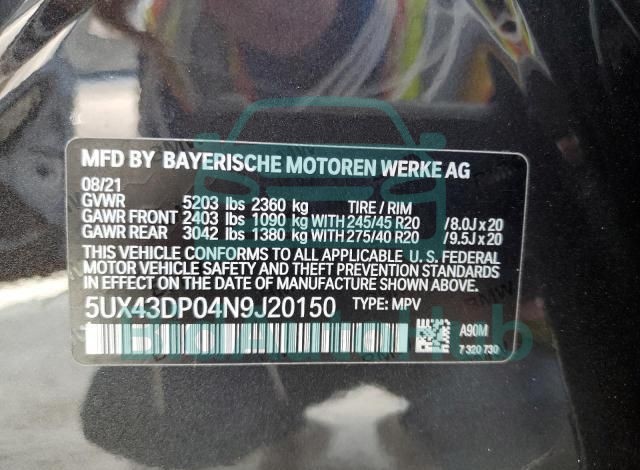 MFD BY BAYERISCHE MOTOREN WERKE AG
08/21
GVWR 5203 lbs 2360 kg TIRE / RIM
GAWR FRONT 2403 lbs 1090 kg WITH 245/45 R20 /8.0J x 20
GAWR REAR 3042 lbs 1380 kg WITH 275/40 R20 /9.5J x 20
THIS VEHICLE CONFORMS TO ALL APPLICABLE U. S. FEDERAL
MOTOR VEHICLE SAFETY AND THEFT PREVENTION STANDARDS
IN EFFECT ON THE DATE OF MANUFACTURE SHOWN ABOVE.
5UX43DP04N9J20150 TYPE: MPV
A90M
7 320 730